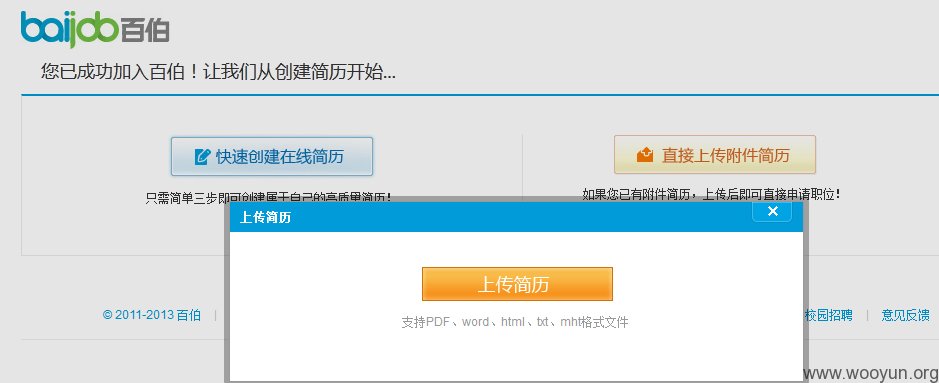 baijob百伯
您已成功加入百伯！让我们从创建简历开始...
快速创建在线简历
直接上传附件简历
只需简单三步即可创建属于自己的高质量简历！
如果您已有附件简历，上传后即可直接申请职位！
上传简历
上传简历
支持PDF、word、html、txt、mht格式文件
© 2011-2013 百伯 | 校园招聘 | 意见反馈
www.wooyun.org